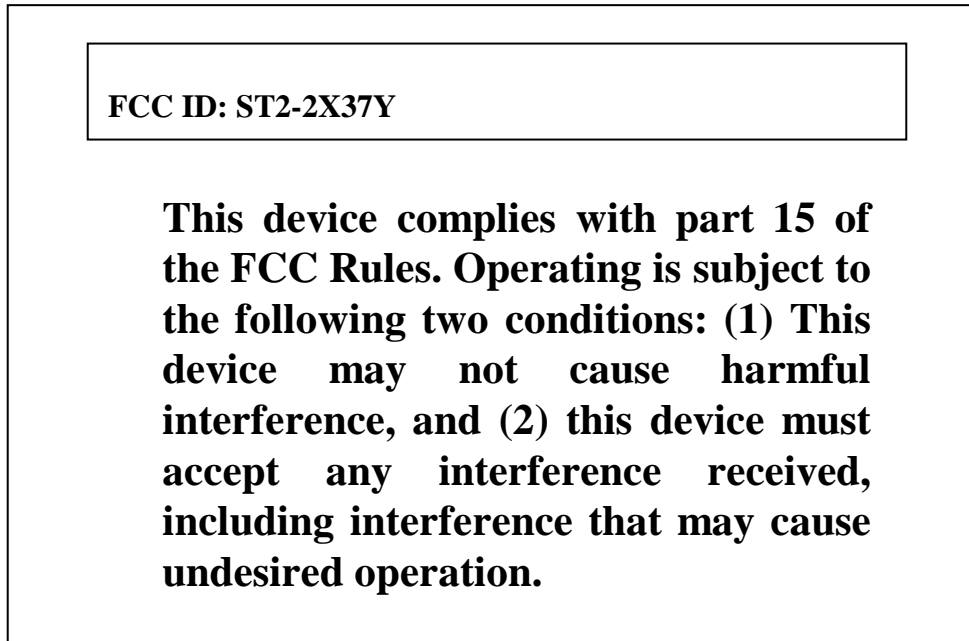 FCC ID: ST2-2X37Y
This device complies with part 15 of
the FCC Rules. Operating is subject to
the following two conditions: (1) This
device may not cause harmful
interference, and (2) this device must
accept any interference received,
including interference that may cause
undesired operation.